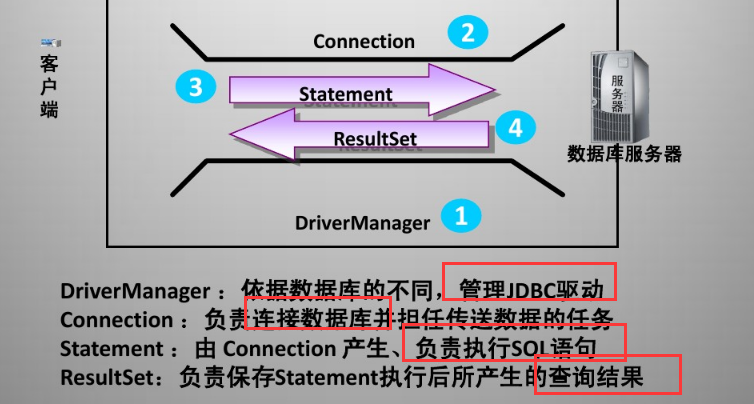 Connection
2
客户端
3
Statement
服务器
ResultSet
4
数据库服务器
DriverManager
1
DriverManager： 依据数据库的不同，管理JDBC驱动
Connection： 负责连接数据库并担任传送数据的任务
Statement：由 Connection 产生、负责执行SQL语句
ResultSet：负责保存Statement执行后所产生的查询结果